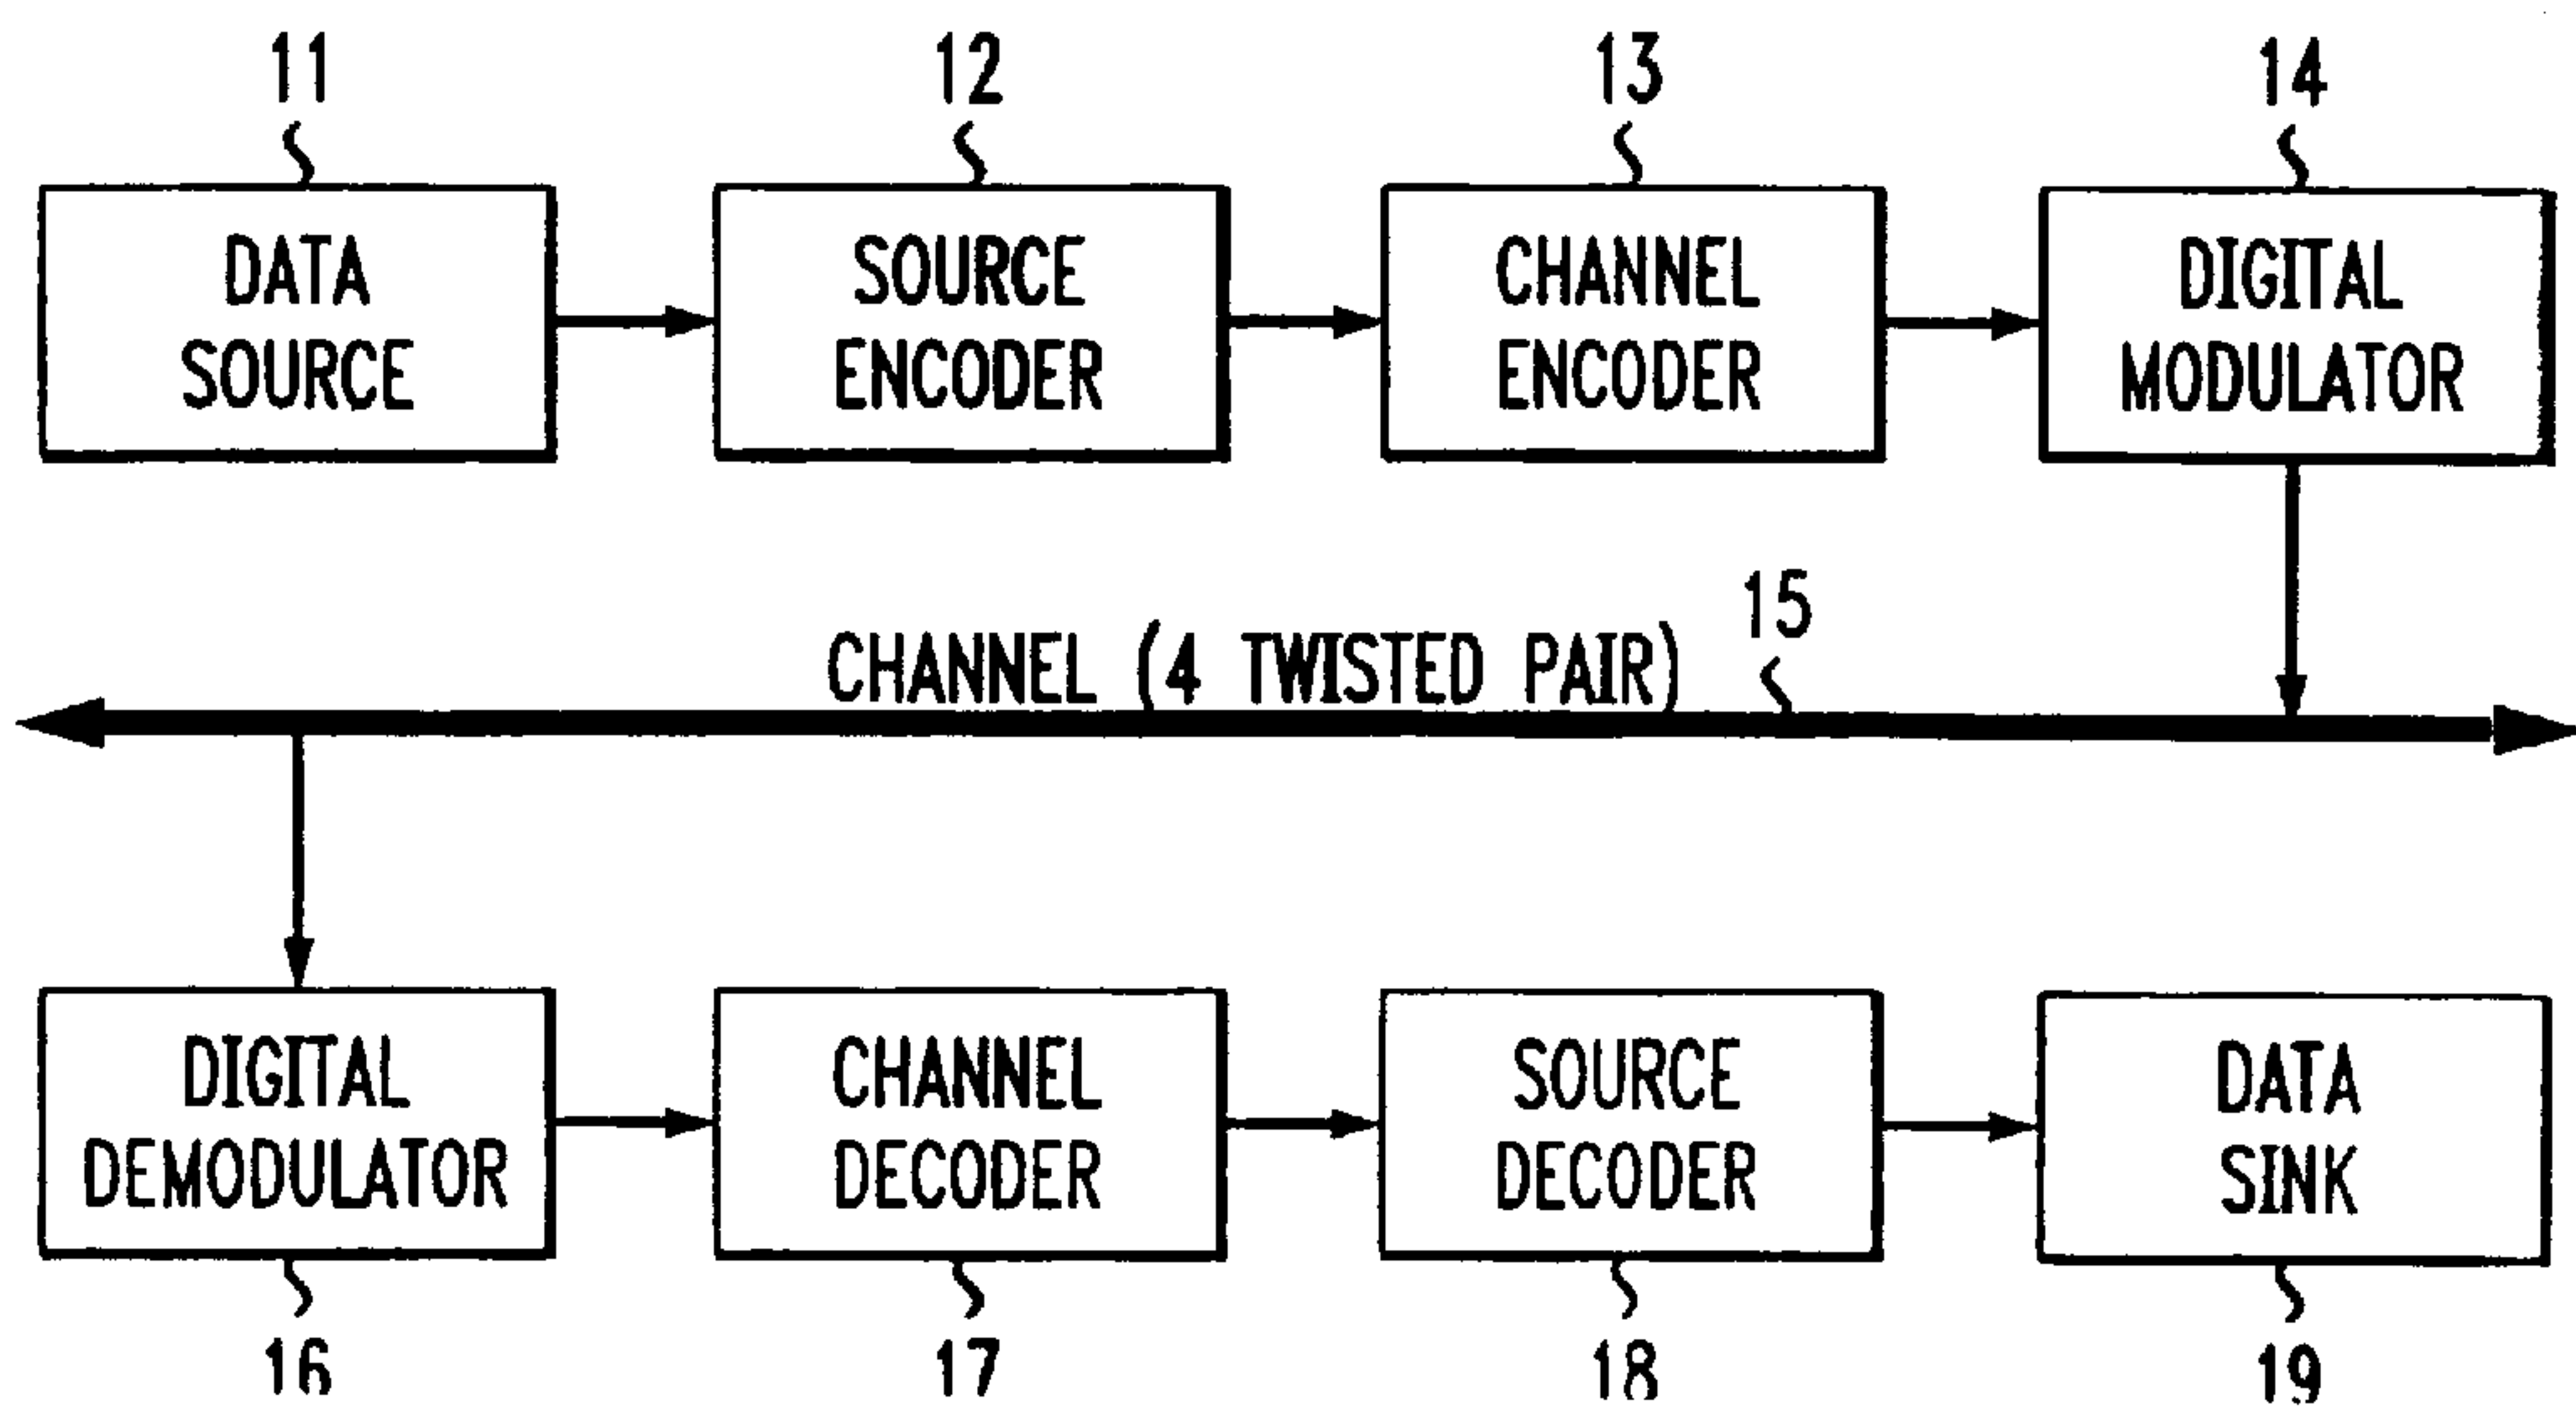 11 12 13 14
DATA SOURCE
SOURCE ENCODER
CHANNEL ENCODER
DIGITAL MODULATOR
CHANNEL (4 TWISTED PAIR) 15
DIGITAL DEMODULATOR
CHANNEL DECODER
SOURCE DECODER
DATA SINK
16 17 18 19